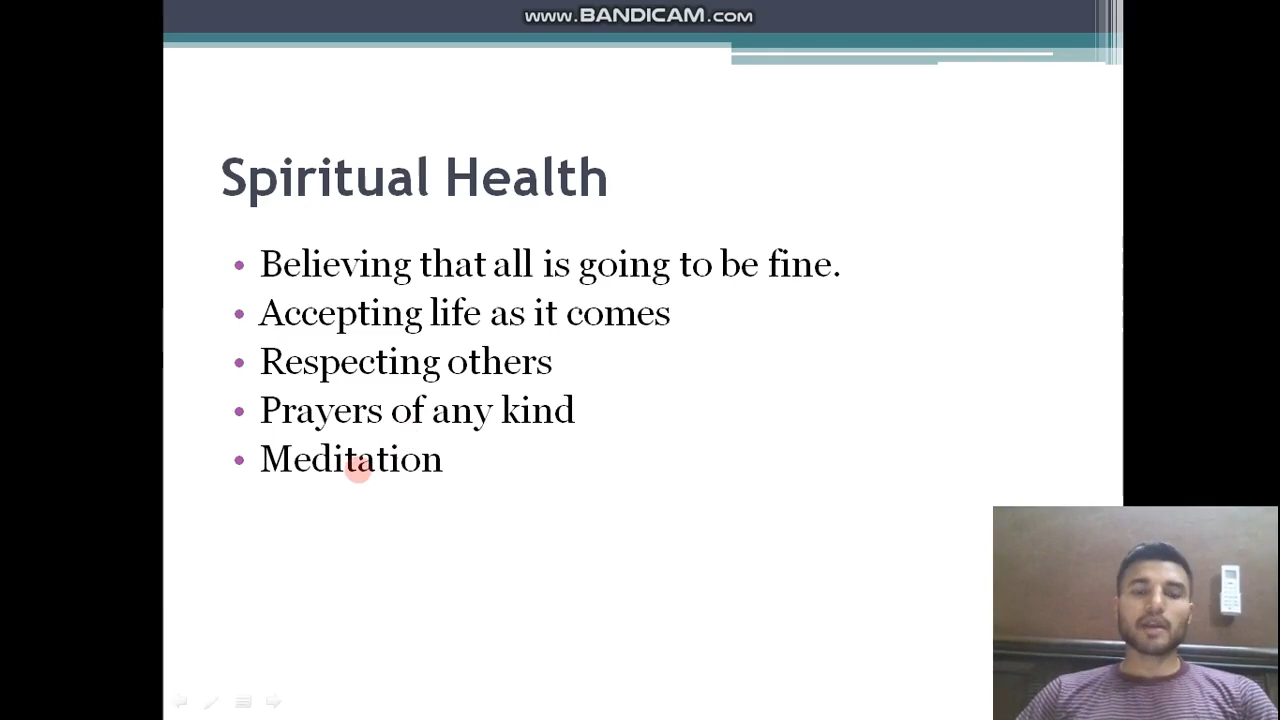 www.BANDICAM.com
Spiritual Health
• Believing that all is going to be fine.
• Accepting life as it comes
• Respecting others
• Prayers of any kind
• Meditation